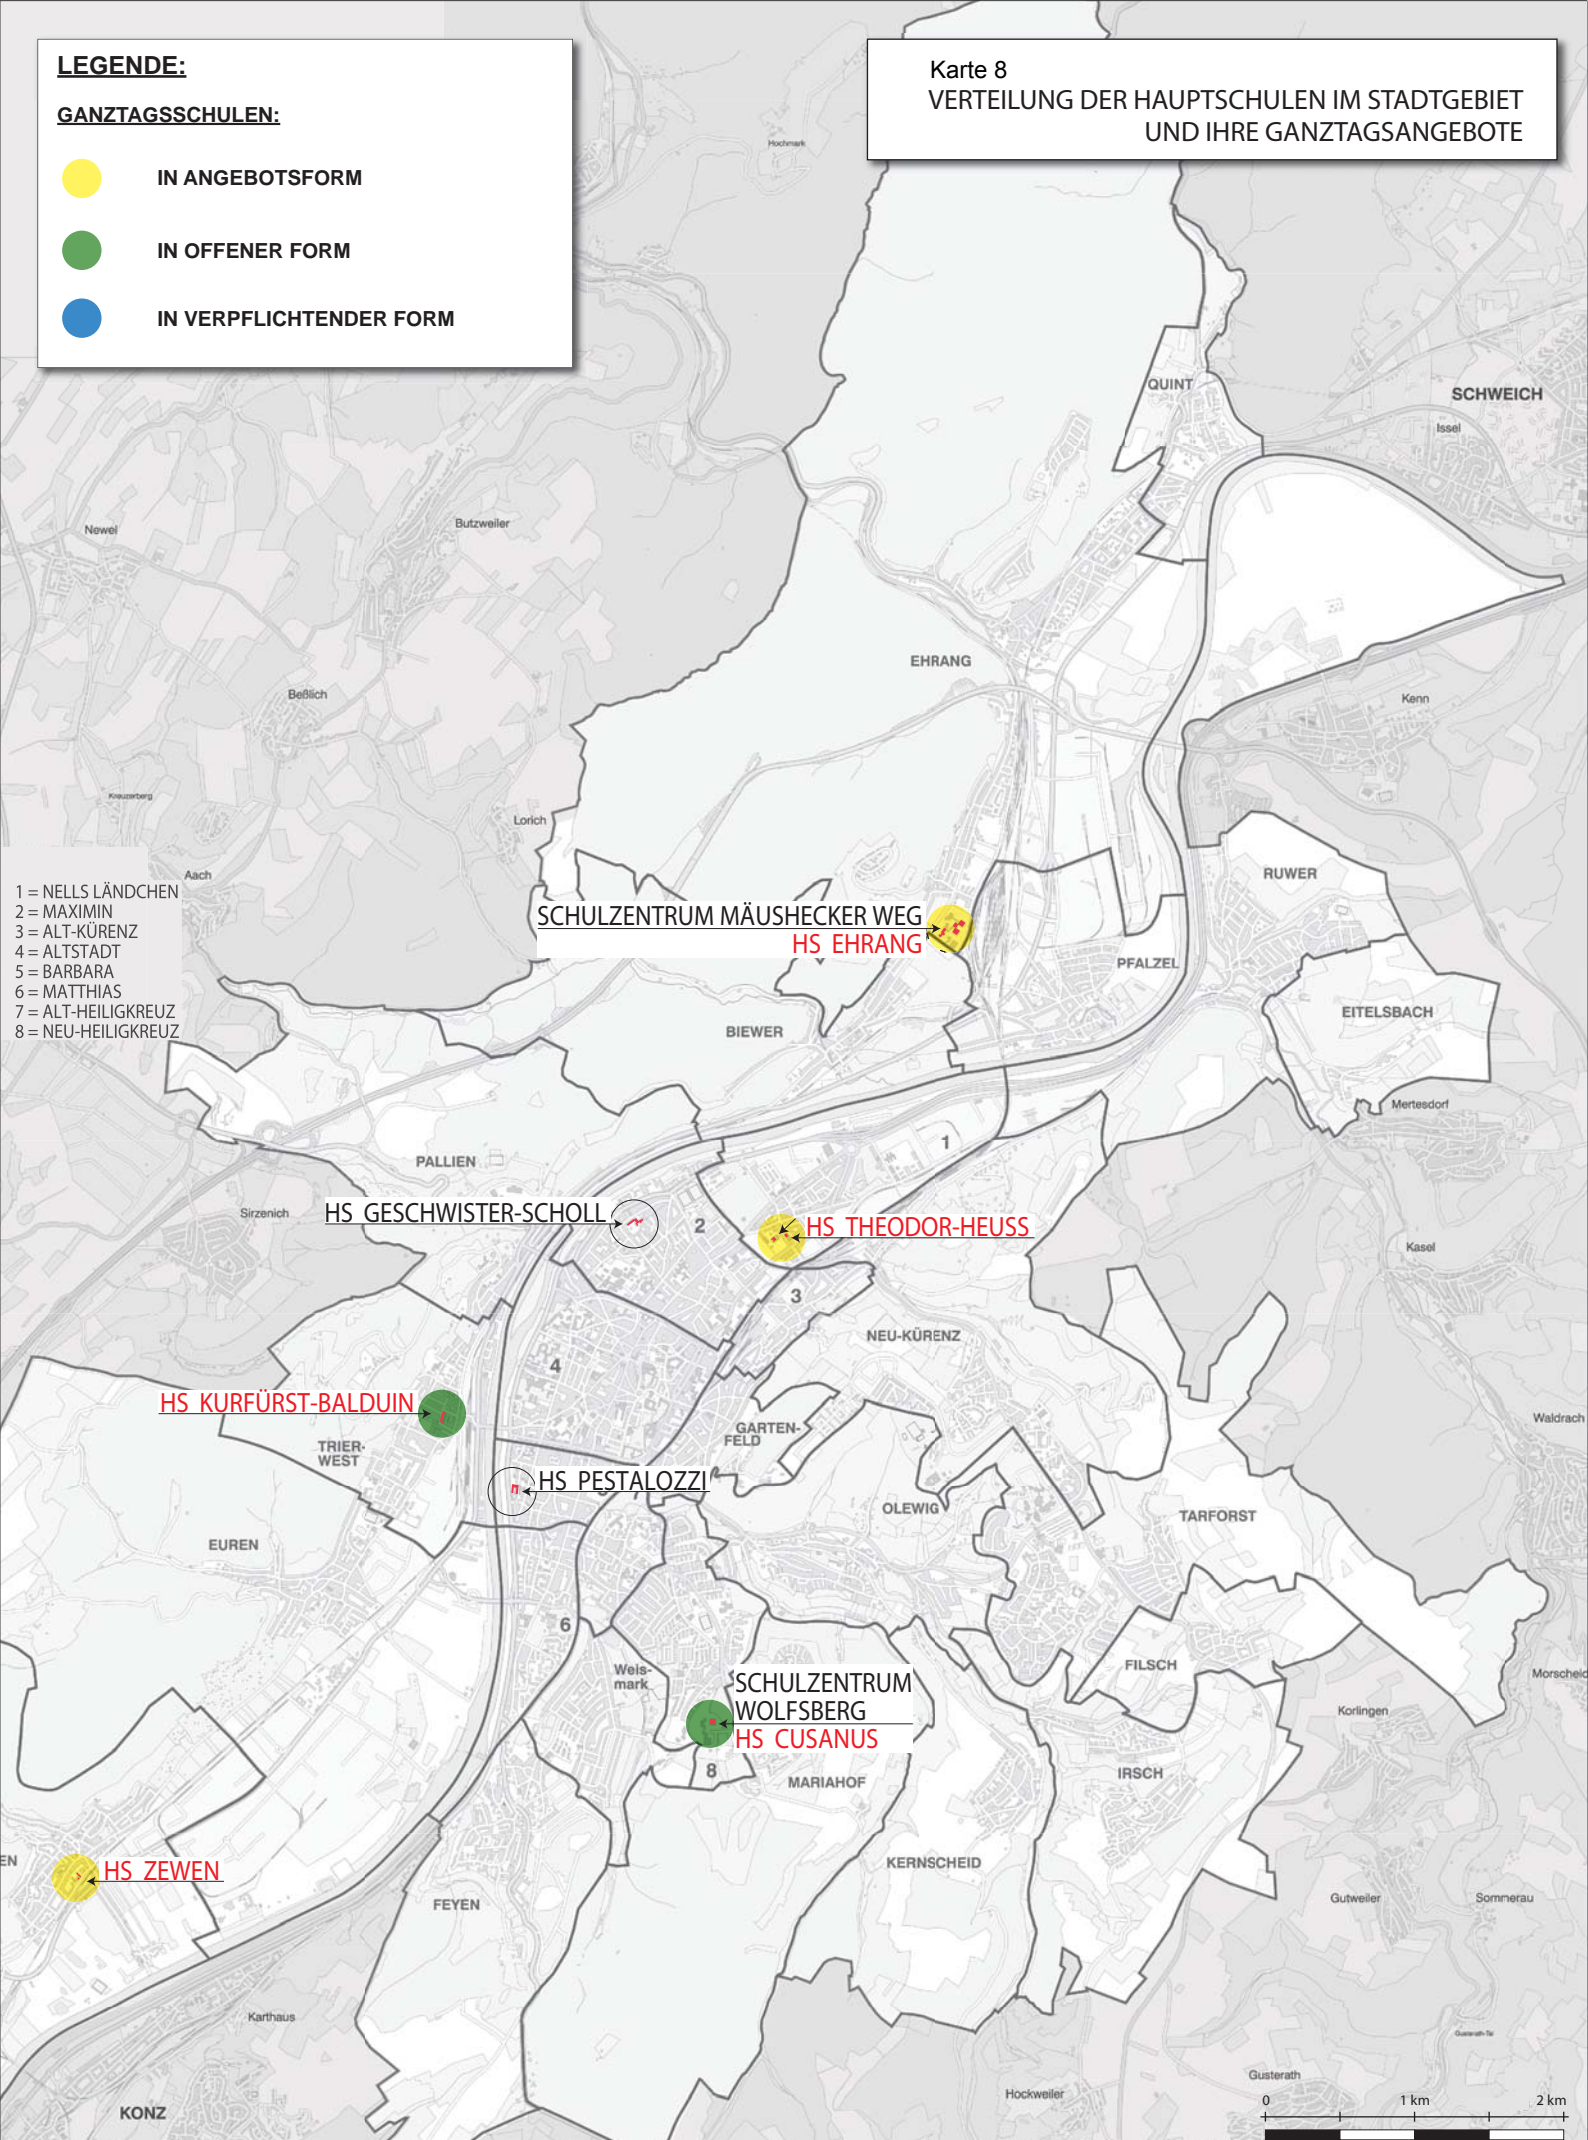 LEGENDE:
GANZTAGSSCHULEN:
IN ANGEBOTSFORM
IN OFFENER FORM
IN VERPFLICHTENDER FORM
Karte 8
VERTEILUNG DER HAUPTSCHULEN IM STADTGEBIET
UND IHRE GANZTAGSANGEBOTE
Hochmark
QUINT
SCHWEICH
Issel
Newel
Butzweiler
EHRANG
Beßlich
Kenn
Kreuzerberg
Lorich
Aach
RUWER
1 = NELLS LÄNDCHEN
2 = MAXIMIN
3 = ALT-KÜRENZ
4 = ALTSTADT
5 = BARBARA
6 = MATTHIAS
7 = ALT-HEILIGKREUZ
8 = NEU-HEILIGKREUZ
SCHULZENTRUM MÄUSHECKER WEG
HS EHRANG
PFALZEL
EITELSBACH
BIEWER
Mertesdorf
1
PALLIEN
Sirzenich
HS GESCHWISTER-SCHOLL
2
HS THEODOR-HEUSS
Kasel
3
NEU-KÜRENZ
4
HS KURFÜRST-BALDUIN
TRIER-
WEST
GARTEN-
FELD
Waldrach
HS PESTALOZZI
OLEWIG
TARFORST
EUREN
6
Weis-
mark
FILSCH
Morscheid
SCHULZENTRUM
WOLFSBERG
HS CUSANUS
Korlingen
8
MARIAHOF
IRSCH
EN
HS ZEWEN
KERNSCHEID
FEYEN
Gutweiler
Sommerau
Karthaus
Gusterath-Tal
Gusterath
Hockweiler
KONZ
0 1 km 2 km